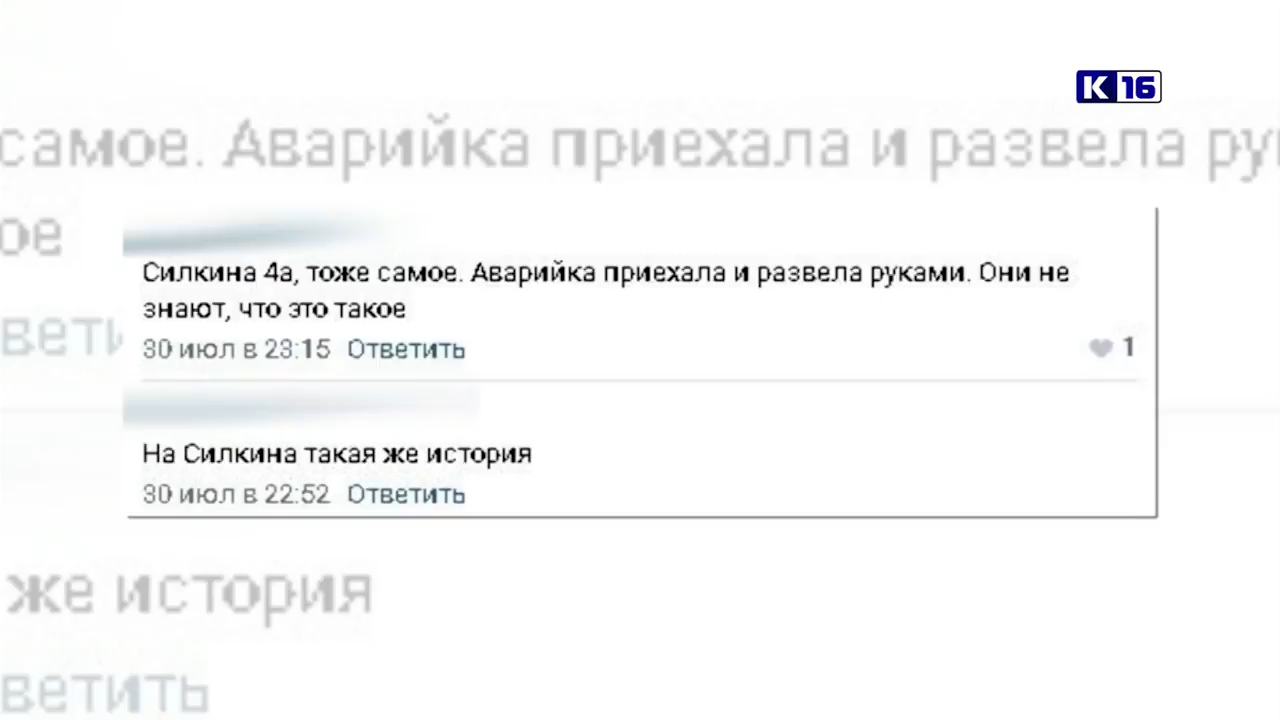 К 16
самое. Аварийка приехала и развела ру
ое
Силкина 4а, тоже самое. Аварийка приехала и развела руками. Они не
знают, что это такое
30 июл в 23:15 Ответить
1
На Силкина такая же история
30 июл в 22:52 Ответить
вети
же история
ветить